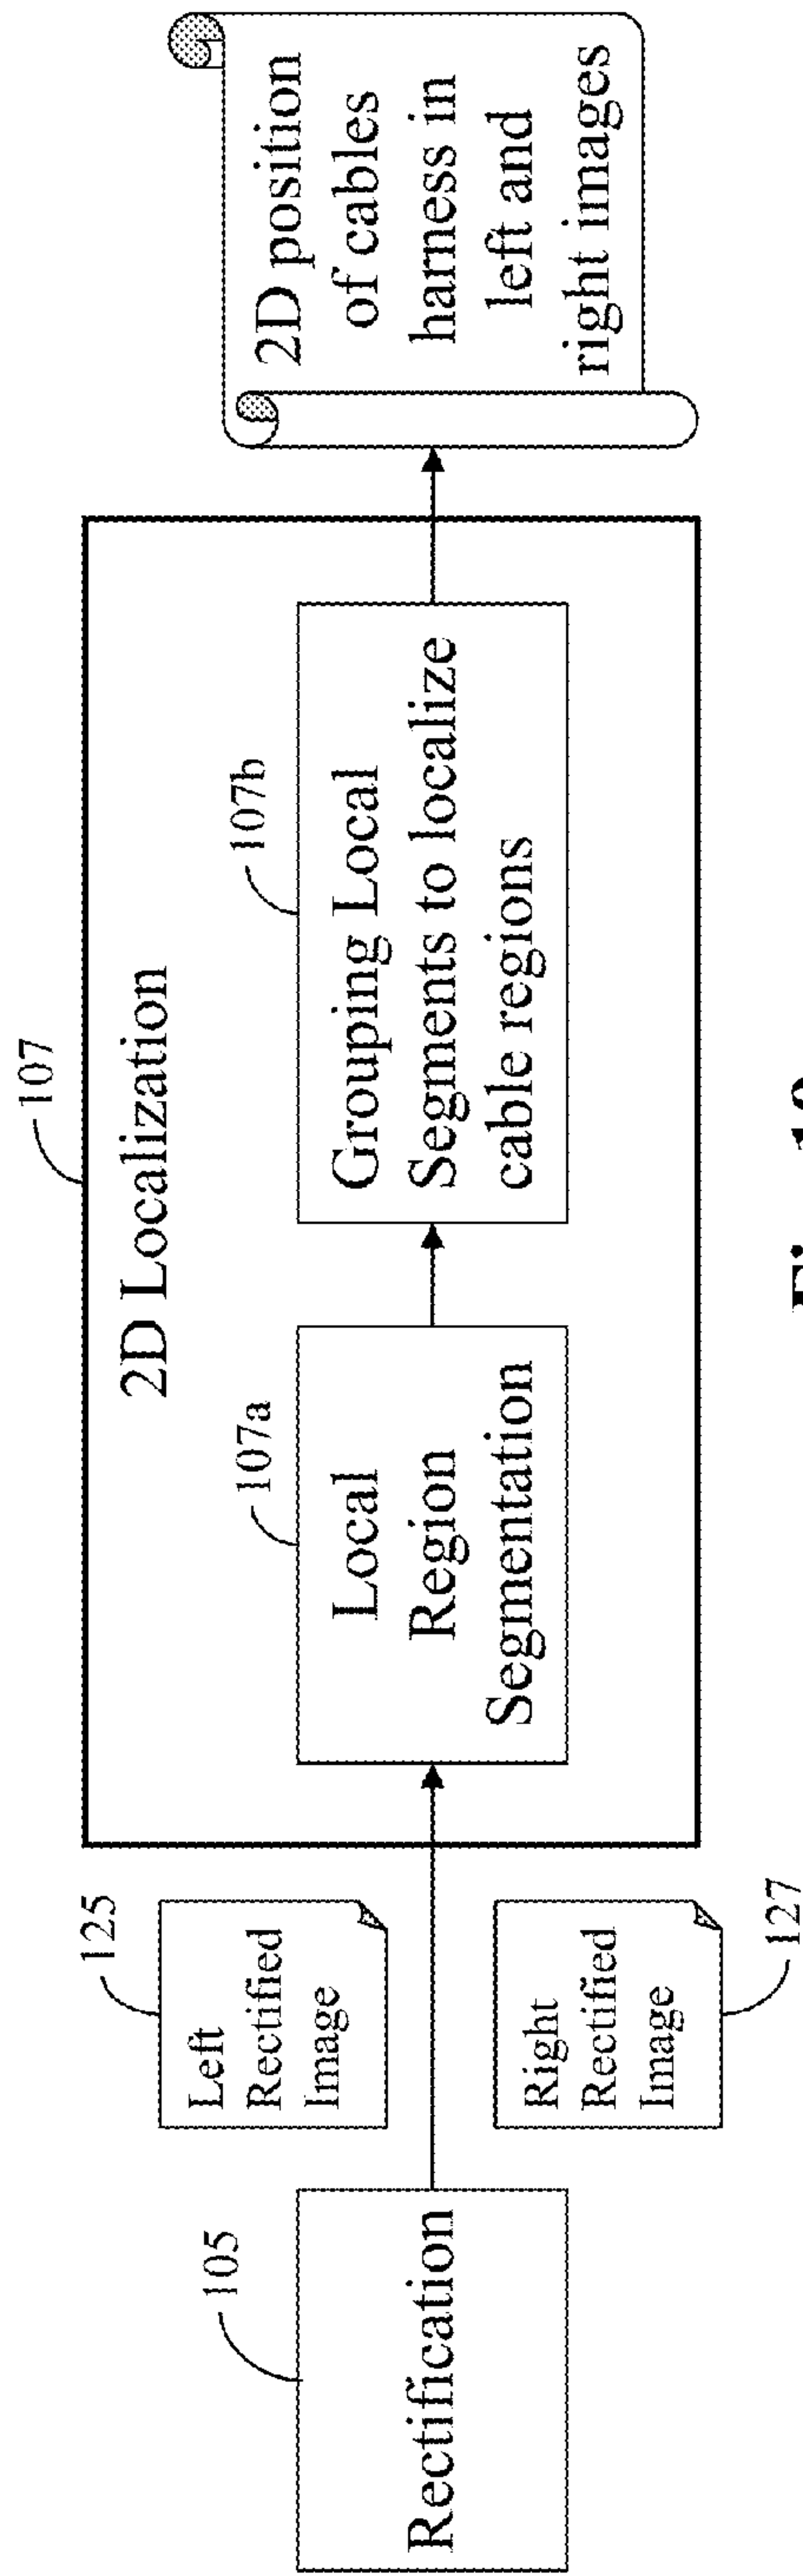 105
Rectification
125
Left
Rectified
Image
Right
Rectified
Image
127
107
2D Localization
107a
Local
Region
Segmentation
107b
Grouping Local
Segments to localize
cable regions
2D position
of cables
harness in
left and
right images